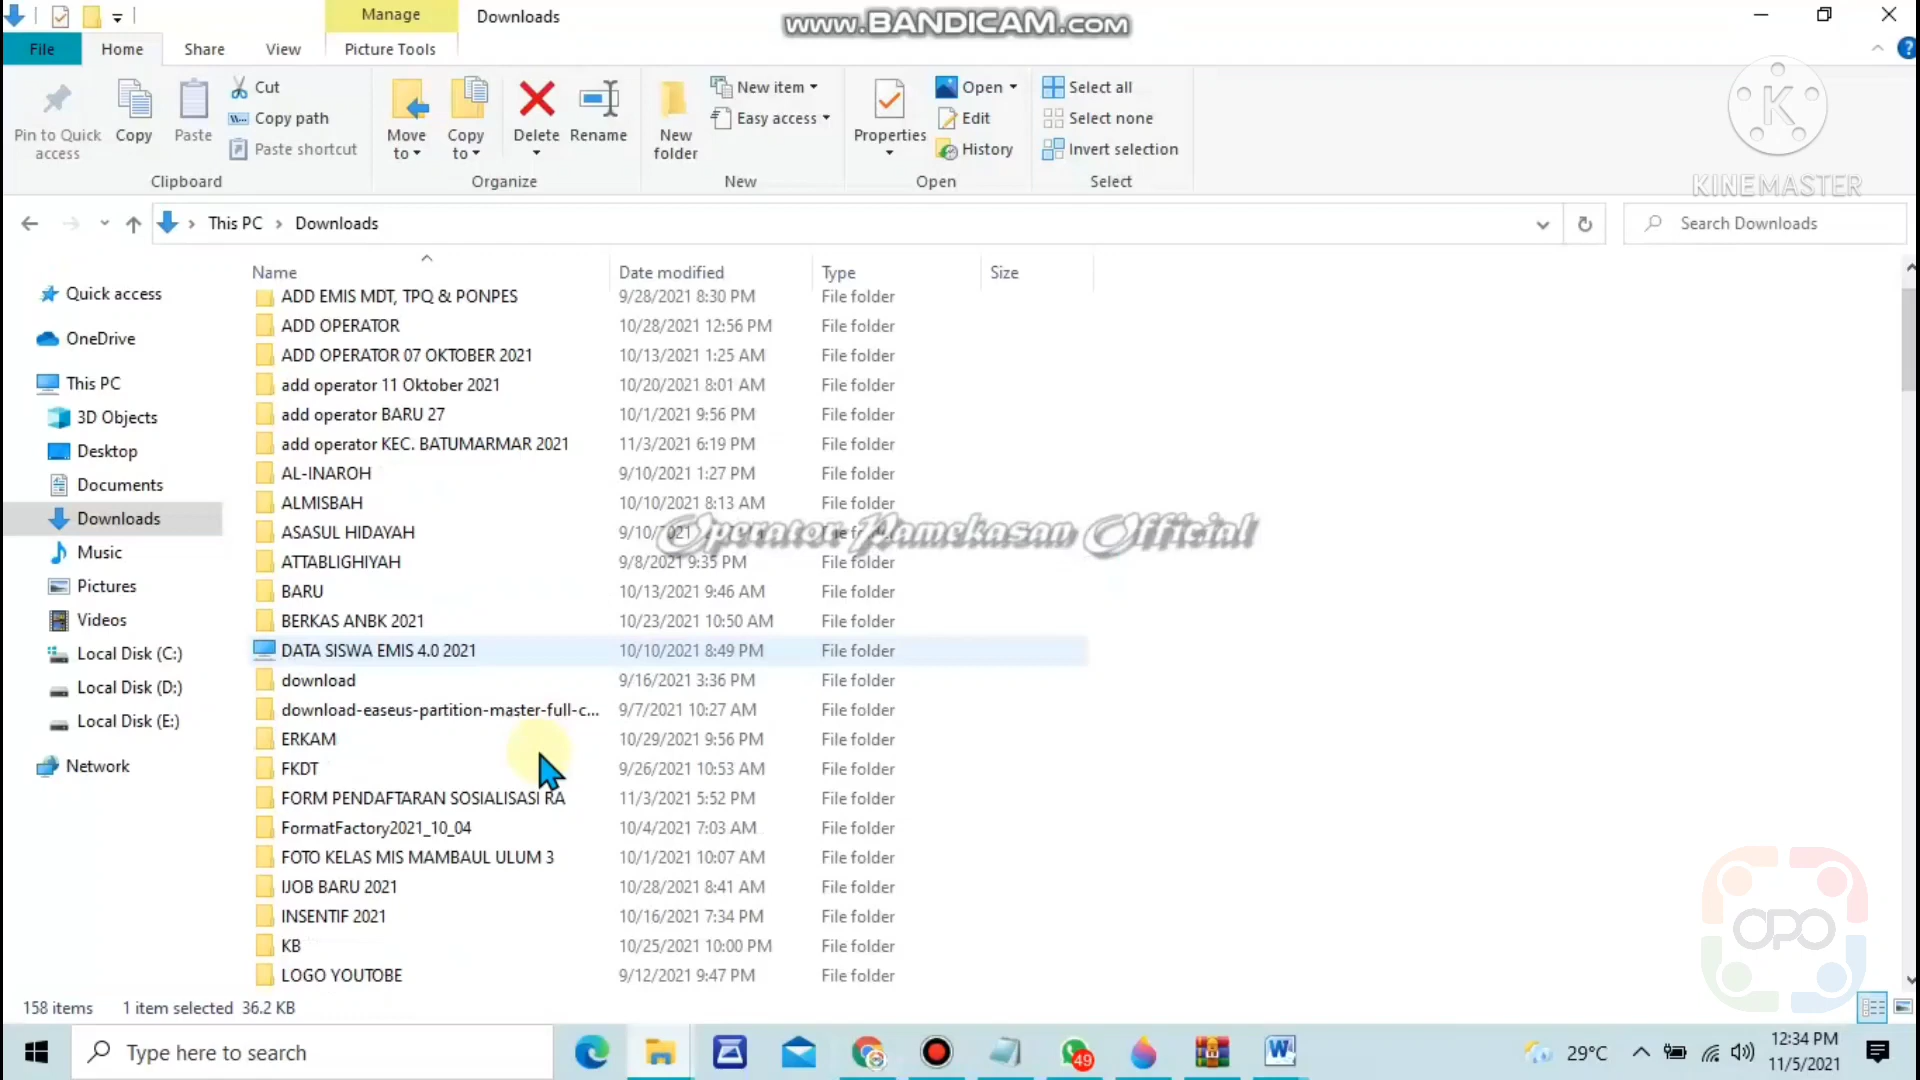 Manage
Downloads
www.BANDICAM.com
File
Home
Share
View
Picture Tools
Pin to Quick access
Copy
Paste
Cut
Copy path
Paste shortcut
Move to
Copy to
Delete
Rename
New folder
New item
Easy access
Properties
Open
Edit
History
Select all
Select none
Invert selection
Clipboard
Organize
New
Open
Select
K
KINEMASTER
This PC
Downloads
Search Downloads
Name
Date modified
Type
Size
Quick access
OneDrive
This PC
3D Objects
Desktop
Documents
Downloads
Music
Pictures
Videos
Local Disk (C:)
Local Disk (D:)
Local Disk (E:)
Network
ADD EMIS MDT, TPQ & PONPES 9/28/2021 8:30 PM File folder
ADD OPERATOR 10/28/2021 12:56 PM File folder
ADD OPERATOR 07 OKTOBER 2021 10/13/2021 1:25 AM File folder
add operator 11 Oktober 2021 10/20/2021 8:01 AM File folder
add operator BARU 27 10/1/2021 9:56 PM File folder
add operator KEC. BATUMARMAR 2021 11/3/2021 6:19 PM File folder
AL-INAROH 9/10/2021 1:27 PM File folder
ALMISBAH 10/10/2021 8:13 AM File folder
ASASUL HIDAYAH 9/10/2021
Operator Pamekasan Official
ATTABLIGHIYAH 9/8/2021 9:35 PM File folder
BARU 10/13/2021 9:46 AM File folder
BERKAS ANBK 2021 10/23/2021 10:50 AM File folder
DATA SISWA EMIS 4.0 2021 10/10/2021 8:49 PM File folder
download 9/16/2021 3:36 PM File folder
download-easeus-partition-master-full-c... 9/7/2021 10:27 AM File folder
ERKAM 10/29/2021 9:56 PM File folder
FKDT 9/26/2021 10:53 AM File folder
FORM PENDAFTARAN SOSIALISASI RA 11/3/2021 5:52 PM File folder
FormatFactory2021_10_04 10/4/2021 7:03 AM File folder
FOTO KELAS MIS MAMBAUL ULUM 3 10/1/2021 10:07 AM File folder
IJOB BARU 2021 10/28/2021 8:41 AM File folder
INSENTIF 2021 10/16/2021 7:34 PM File folder
KB 10/25/2021 10:00 PM File folder
LOGO YOUTOBE 9/12/2021 9:47 PM File folder
OPO
158 items 1 item selected 36.2 KB
Type here to search
49
29°C
12:34 PM
11/5/2021